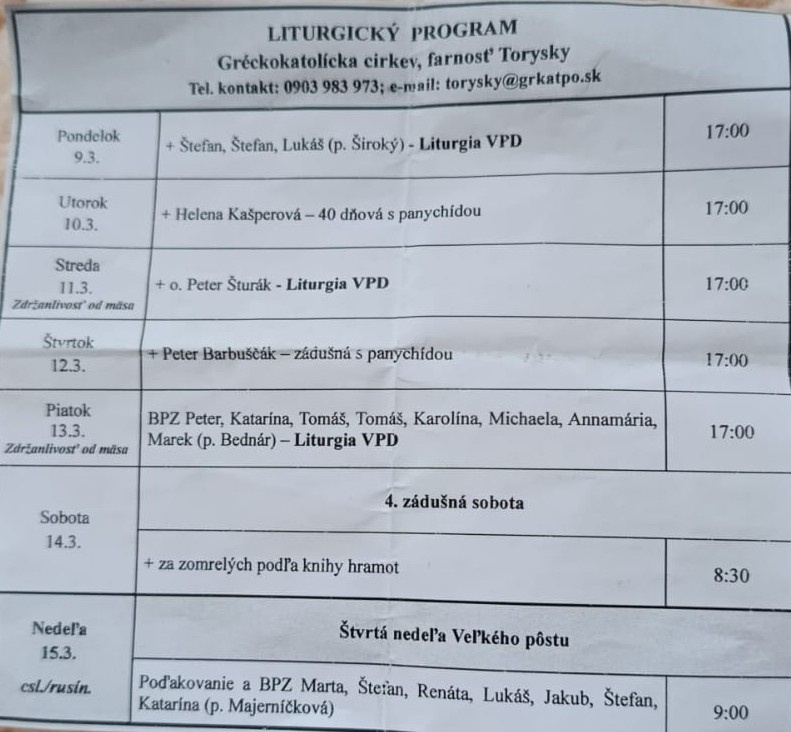 LITURGICKÝ PROGRAM
Gréckokatolícka cirkev, farnosť Torysky
Tel. kontakt: 0903 983 973; e-mail: torysky@grkatpo.sk
Pondelok
9.3.
+ Štefan, Štefan, Lukáš (p. Široký) - Liturgia VPD
17:00
Utorok
10.3.
+ Helena Kašperová – 40 dňová s panychídou
17:00
Streda
11.3.
Zdržanlivosť od mäsa
+ o. Peter Šturák - Liturgia VPD
17:00
Štvrtok
12.3.
+ Peter Barbuščák – zádušná s panychídou
17:00
Piatok
13.3.
Zdržanlivosť od mäsa
BPZ Peter, Katarína, Tomáš, Tomáš, Karolína, Michaela, Annamária,
Marek (p. Bednár) – Liturgia VPD
17:00
Sobota
14.3.
4. zádušná sobota
+ za zomrelých podľa knihy hramot
8:30
Nedeľa
15.3.
csl./rusín.
Štvrtá nedeľa Veľkého pôstu
Poďakovanie a BPZ Marta, Štefan, Renáta, Lukáš, Jakub, Štefan,
Katarína (p. Majerníčková)
9:00